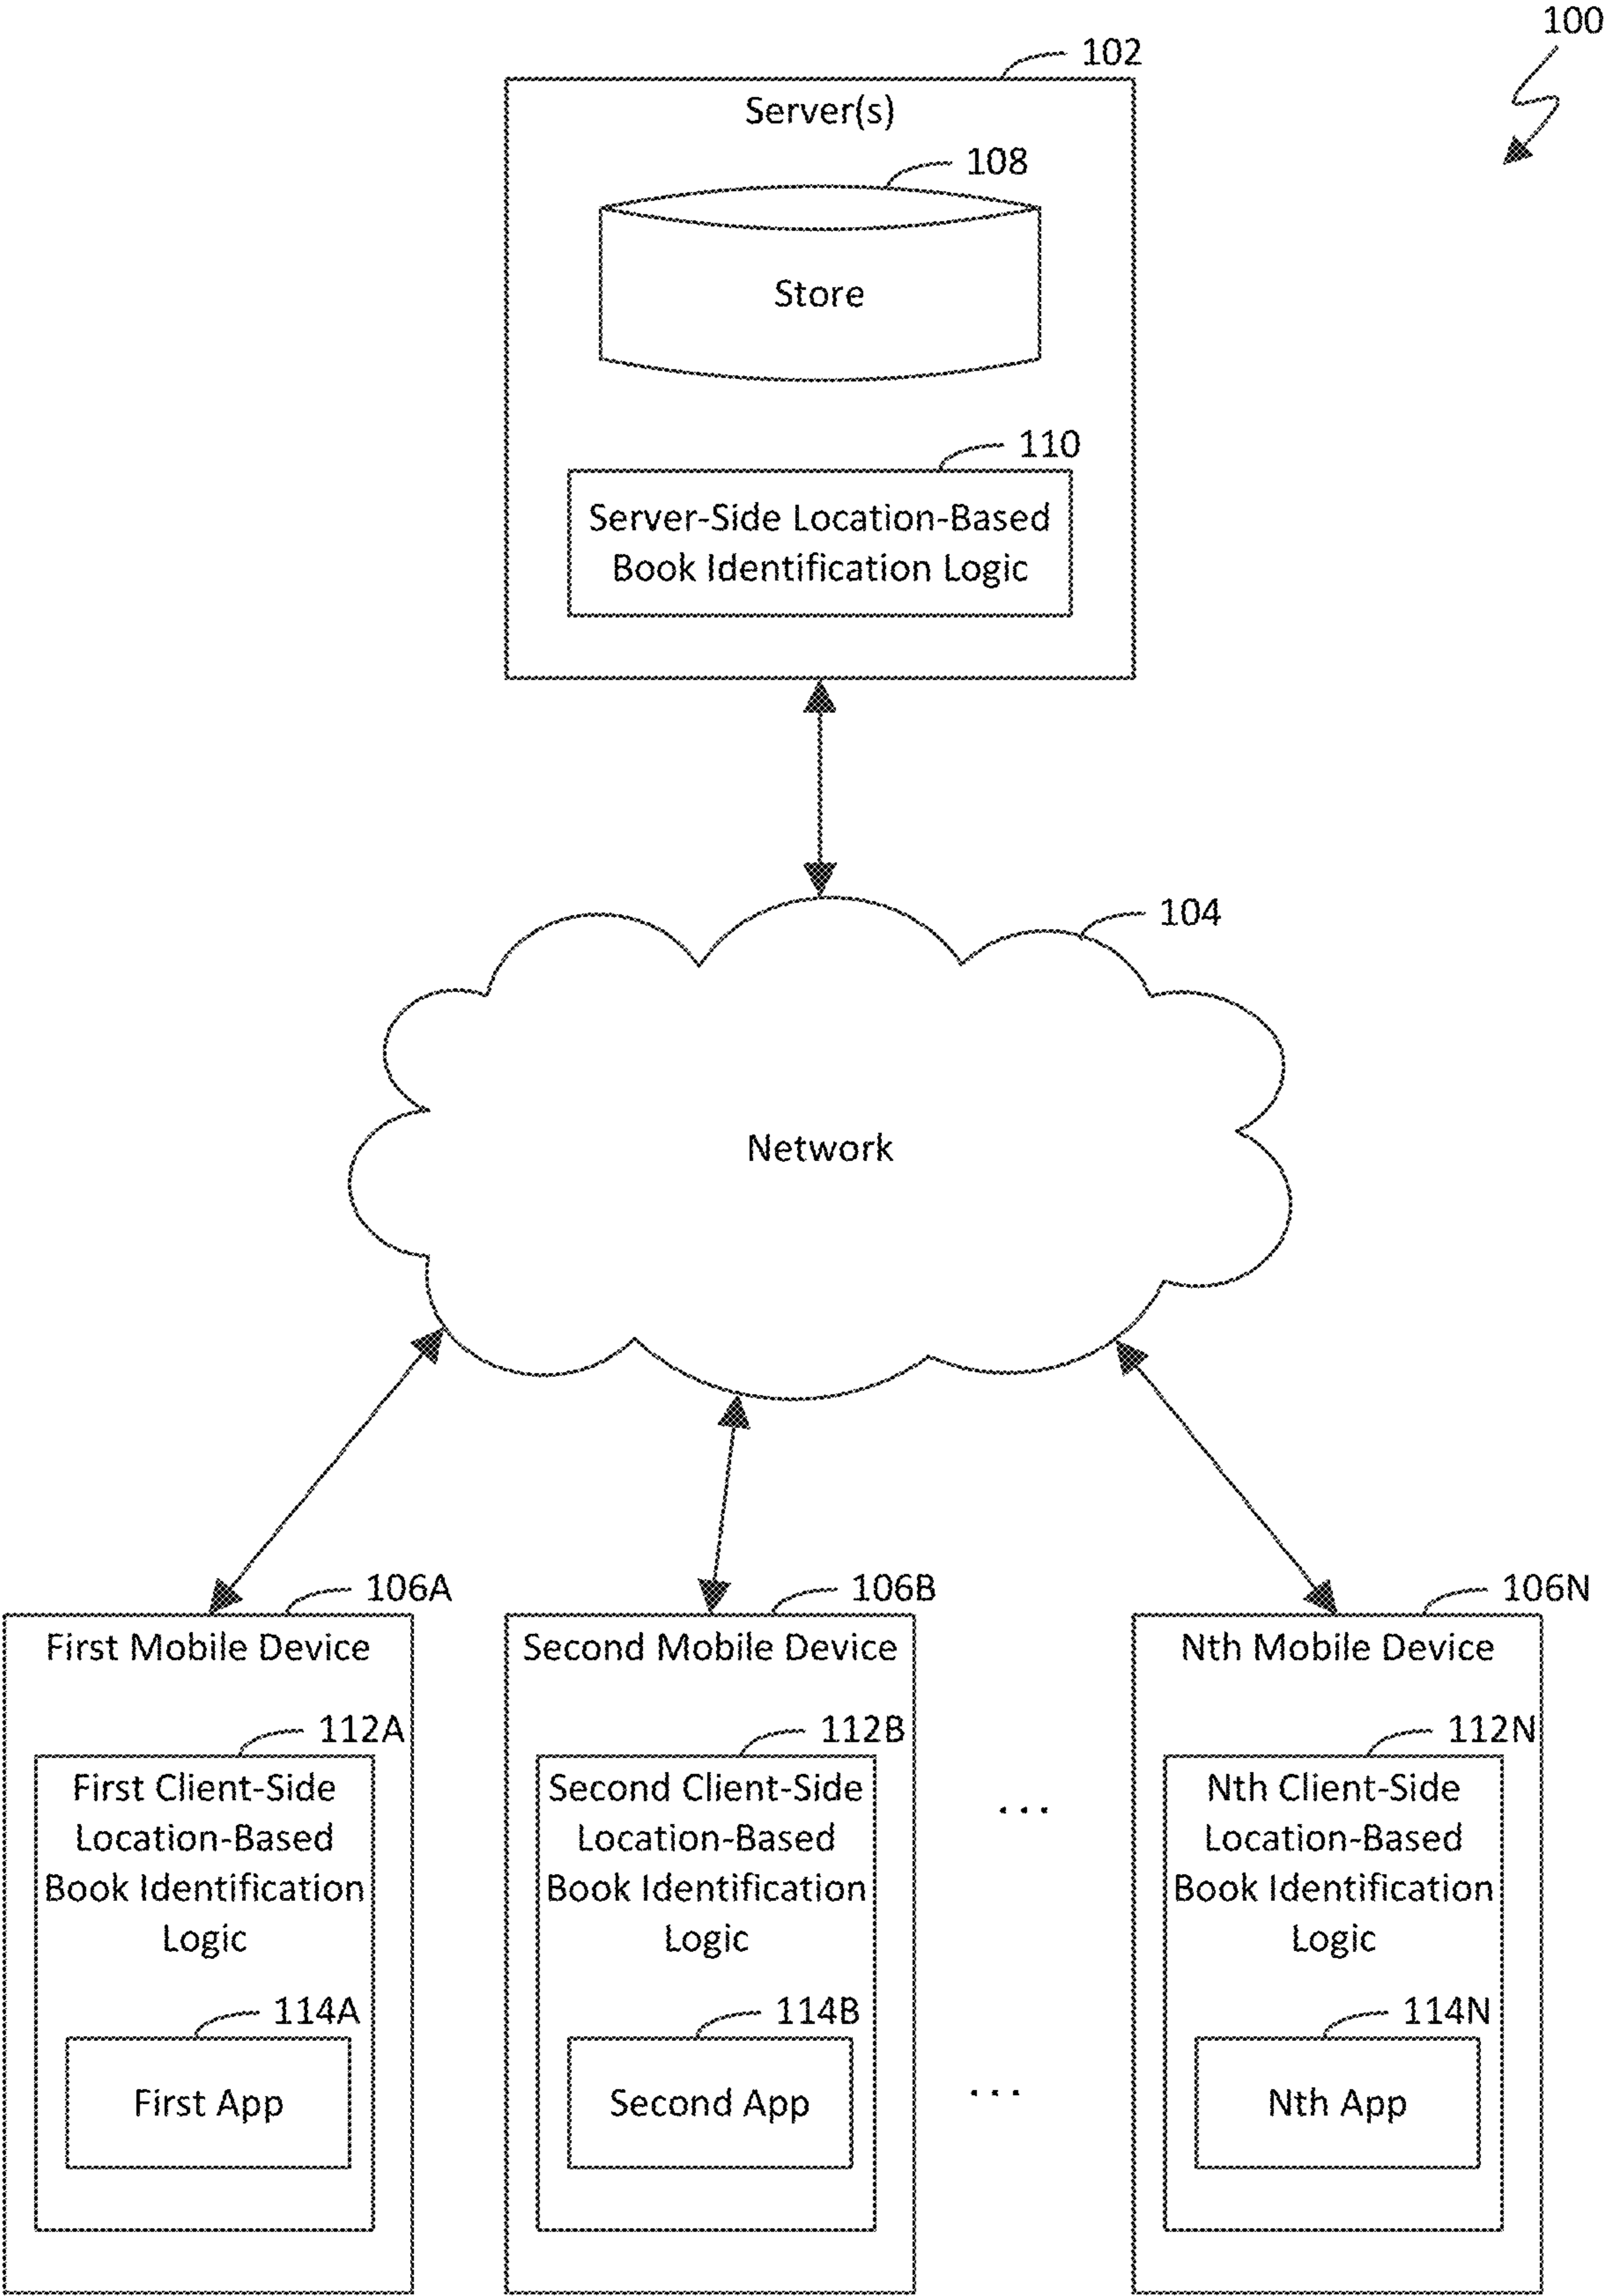 100
102
Server(s)
108
Store
110
Server-Side Location-Based
Book Identification Logic
104
Network
106A
106B
106N
First Mobile Device
Second Mobile Device
Nth Mobile Device
112A
112B
112N
First Client-Side
Location-Based
Book Identification
Logic
Second Client-Side
Location-Based
Book Identification
Logic
...
Nth Client-Side
Location-Based
Book Identification
Logic
114A
114B
114N
First App
Second App
...
Nth App